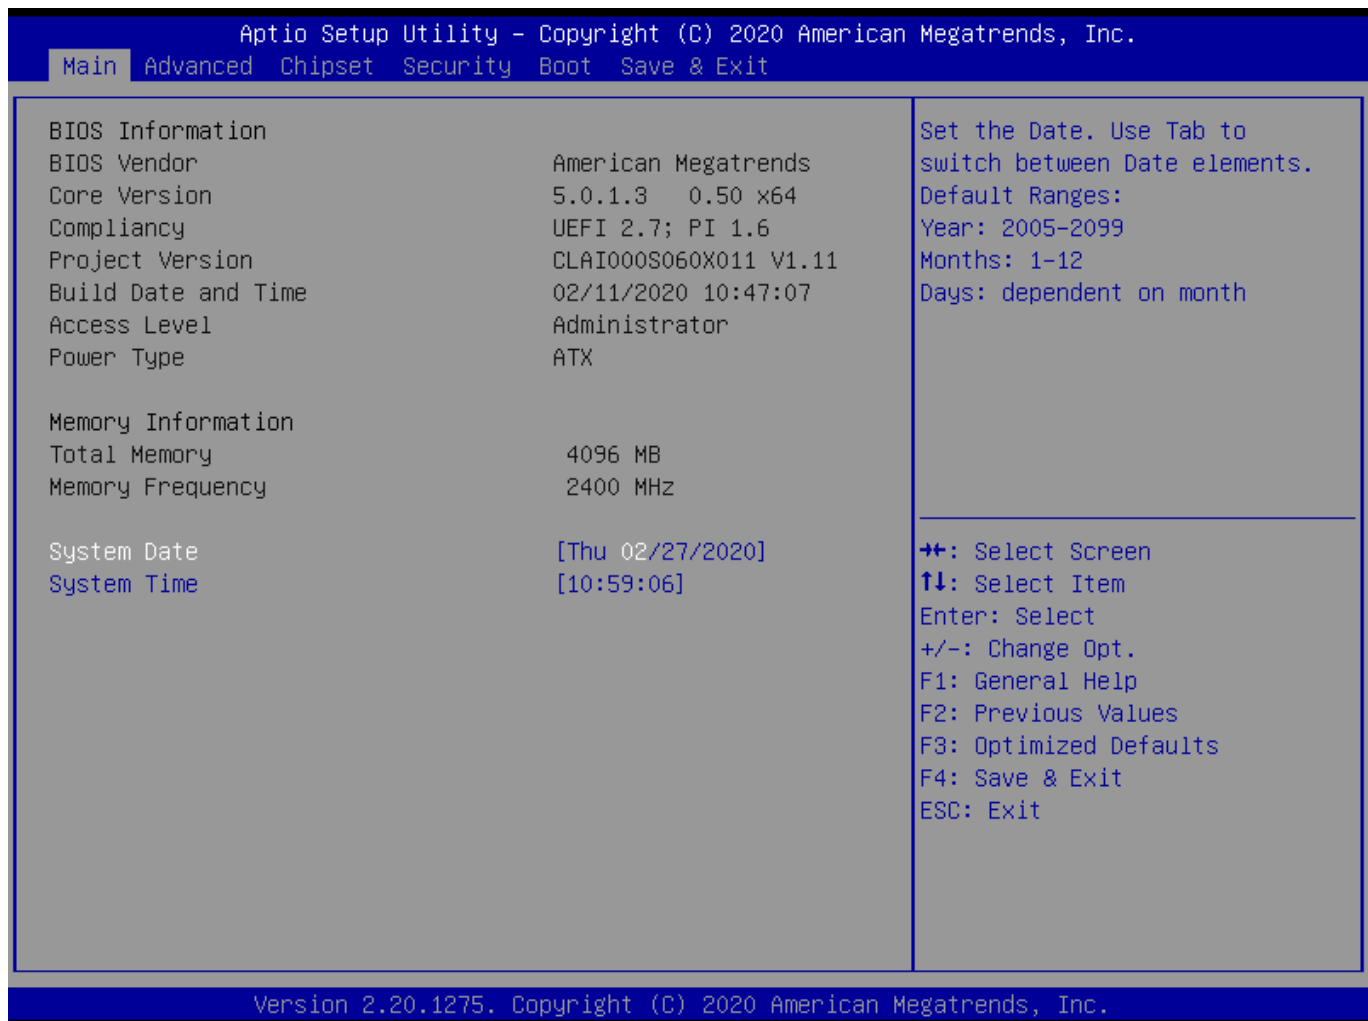 Aptio Setup Utility – Copyright (C) 2020 American Megatrends, Inc.
Main Advanced Chipset Security Boot Save & Exit
BIOS Information
BIOS Vendor American Megatrends
Core Version 5.0.1.3 0.50 x64
Compliancy UEFI 2.7; PI 1.6
Project Version CLAI000S060X011 V1.11
Build Date and Time 02/11/2020 10:47:07
Access Level Administrator
Power Type ATX
Memory Information
Total Memory 4096 MB
Memory Frequency 2400 MHz
System Date [Thu 02/27/2020]
System Time [10:59:06]
Set the Date. Use Tab to
switch between Date elements.
Default Ranges:
Year: 2005–2099
Months: 1–12
Days: dependent on month
→←: Select Screen
↑↓: Select Item
Enter: Select
+/–: Change Opt.
F1: General Help
F2: Previous Values
F3: Optimized Defaults
F4: Save & Exit
ESC: Exit
Version 2.20.1275. Copyright (C) 2020 American Megatrends, Inc.